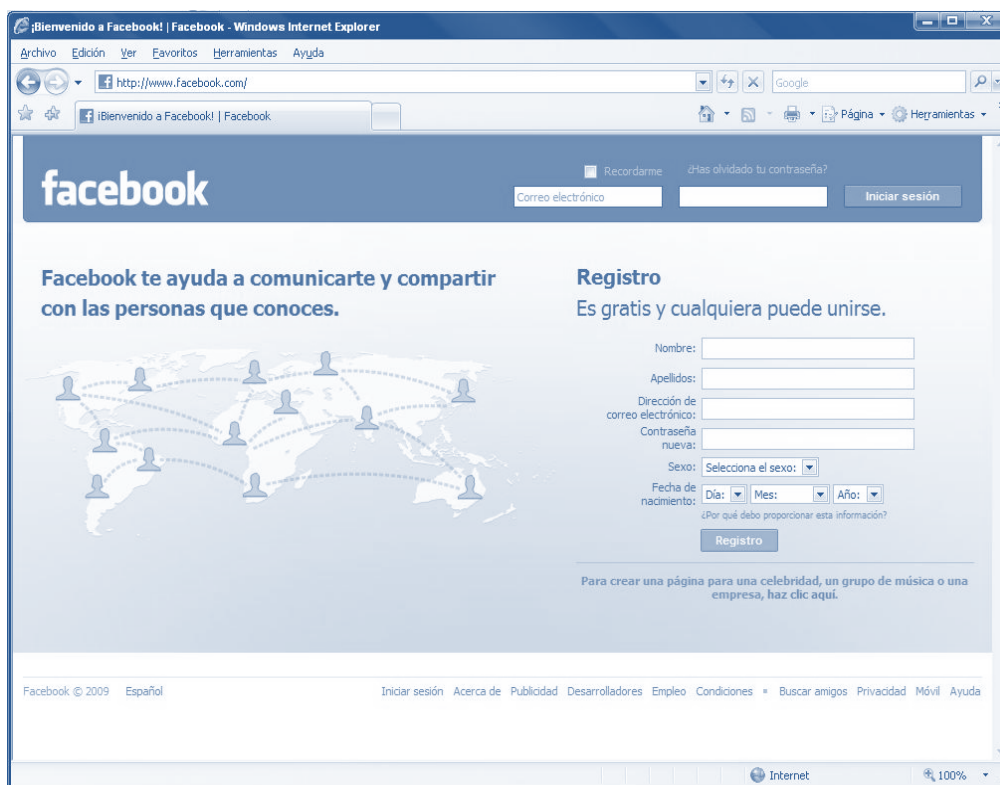 ¡Bienvenido a Facebook! | Facebook - Windows Internet Explorer
Archivo Edición Ver Favoritos Herramientas Ayuda
http://www.facebook.com/ Google
¡Bienvenido a Facebook! | Facebook Página Herramientas
Recordarme ¿Has olvidado tu contraseña?
facebook
Correo electrónico Iniciar sesión
Facebook te ayuda a comunicarte y compartir
con las personas que conoces.
Registro
Es gratis y cualquiera puede unirse.
Nombre:
Apellidos:
Dirección de
correo electrónico:
Contraseña
nueva:
Sexo: Selecciona el sexo:
Fecha de
nacimiento: Día: Mes: Año:
¿Por qué debo proporcionar esta información?
Registro
Para crear una página para una celebridad, un grupo de música o una
empresa, haz clic aquí.
Facebook © 2009 Español Iniciar sesión Acerca de Publicidad Desarrolladores Empleo Condiciones Buscar amigos Privacidad Móvil Ayuda
Internet 100%